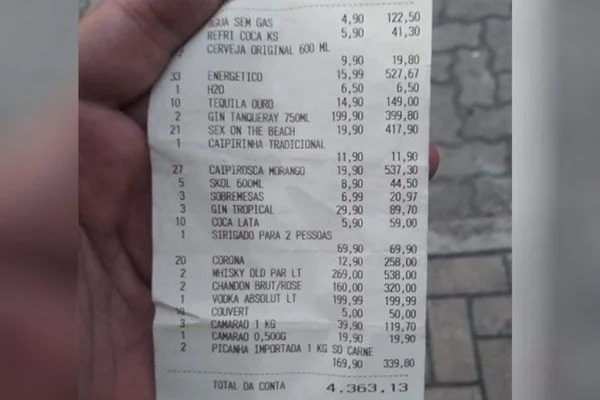 AGUA SEM GAS 4,90 122,50
REFRI COCA KS 5,90 41,30
CERVEJA ORIGINAL 600 ML
9,90 19,80
33 ENERGETICO 15,99 527,67
1 H2O 6,50 6,50
10 TEQUILA OURO 14,90 149,00
2 GIN TANQUERAY 750ML 199,90 399,80
21 SEX ON THE BEACH 19,90 417,90
1 CAIPIRINHA TRADICIONAL
11,90 11,90
27 CAIPIROSCA MORANGO 19,90 537,30
5 SKOL 600ML 8,90 44,50
3 SOBREMESAS 6,99 20,97
3 GIN TROPICAL 29,90 89,70
10 COCA LATA 5,90 59,00
1 SIRIGADO PARA 2 PESSOAS
69,90 69,90
20 CORONA 12,90 258,00
2 WHISKY OLD PAR LT 269,00 538,00
2 CHANDON BRUT/ROSE 160,00 320,00
1 VODKA ABSOLUT LT 199,99 199,99
COUVERT 5,00 50,00
3 CAMARAO 1 KG 39,90 119,70
1 CAMARAO 0,500G 19,90 19,90
2 PICANHA IMPORTADA 1 KG SO CARNE
169,90 339,80
TOTAL DA CONTA 4.363,13